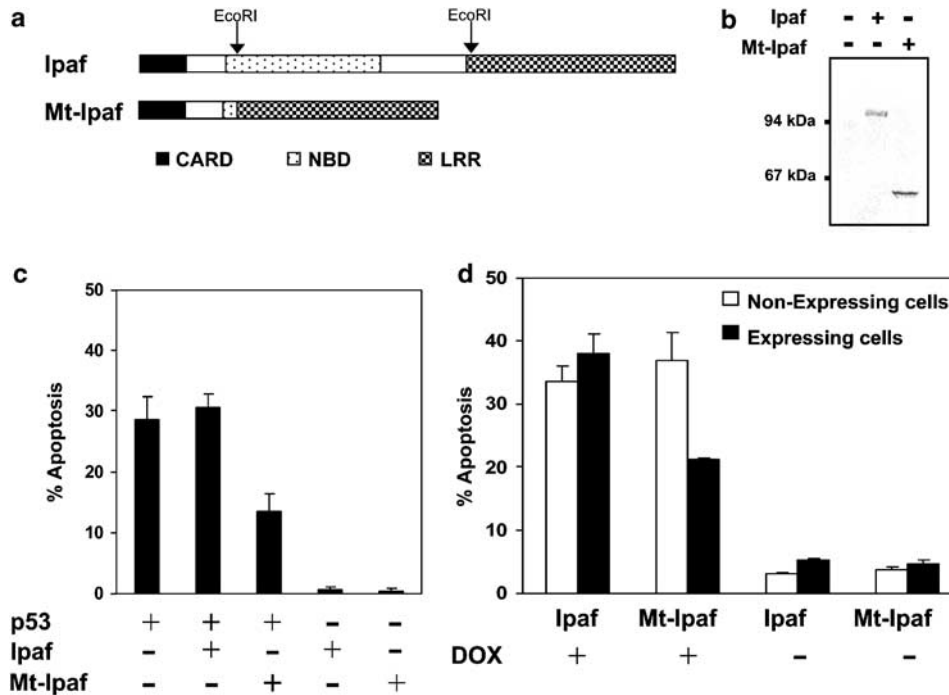 a
EcoRI EcoRI
Ipaf
Mt-Ipaf
CARD NBD LRR
b
Ipaf - + -
Mt-Ipaf - - +
94 kDa
67 kDa
c
% Apoptosis
50
40
30
20
10
0
p53 + + + - -
Ipaf - + - + -
Mt-Ipaf - - + - +
d
% Apoptosis
50
40
30
20
10
0
Non-Expressing cells
Expressing cells
Ipaf Mt-Ipaf Ipaf Mt-Ipaf
DOX + + - -